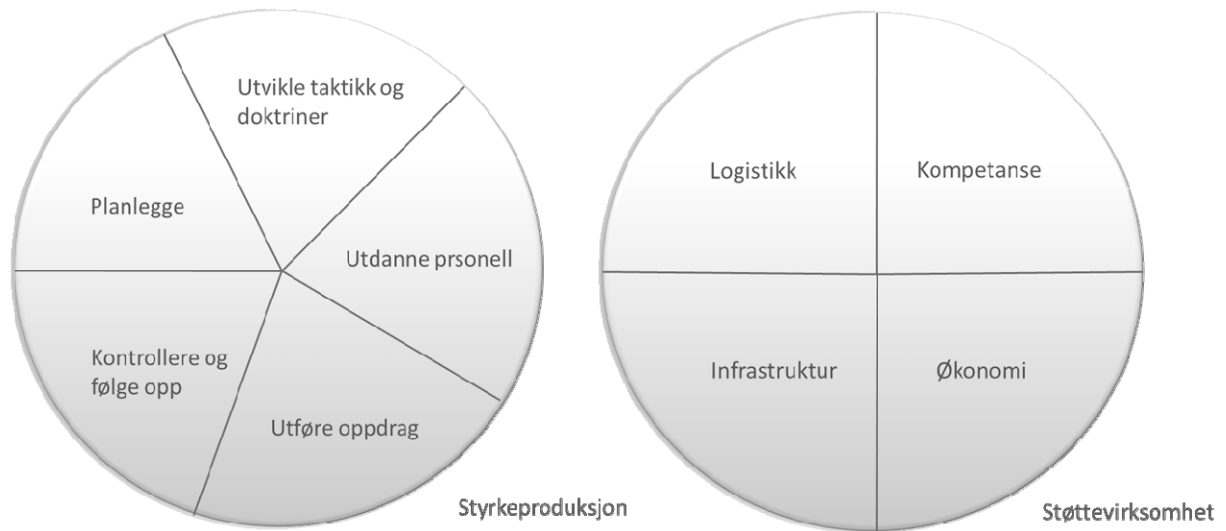 Utvikle taktikk og
doktriner
Planlegge
Utdanne prsonell
Kontrollere og
følge opp
Utføre oppdrag
Styrkeproduksjon
Logistikk
Kompetanse
Infrastruktur
Økonomi
Støttevirksomhet